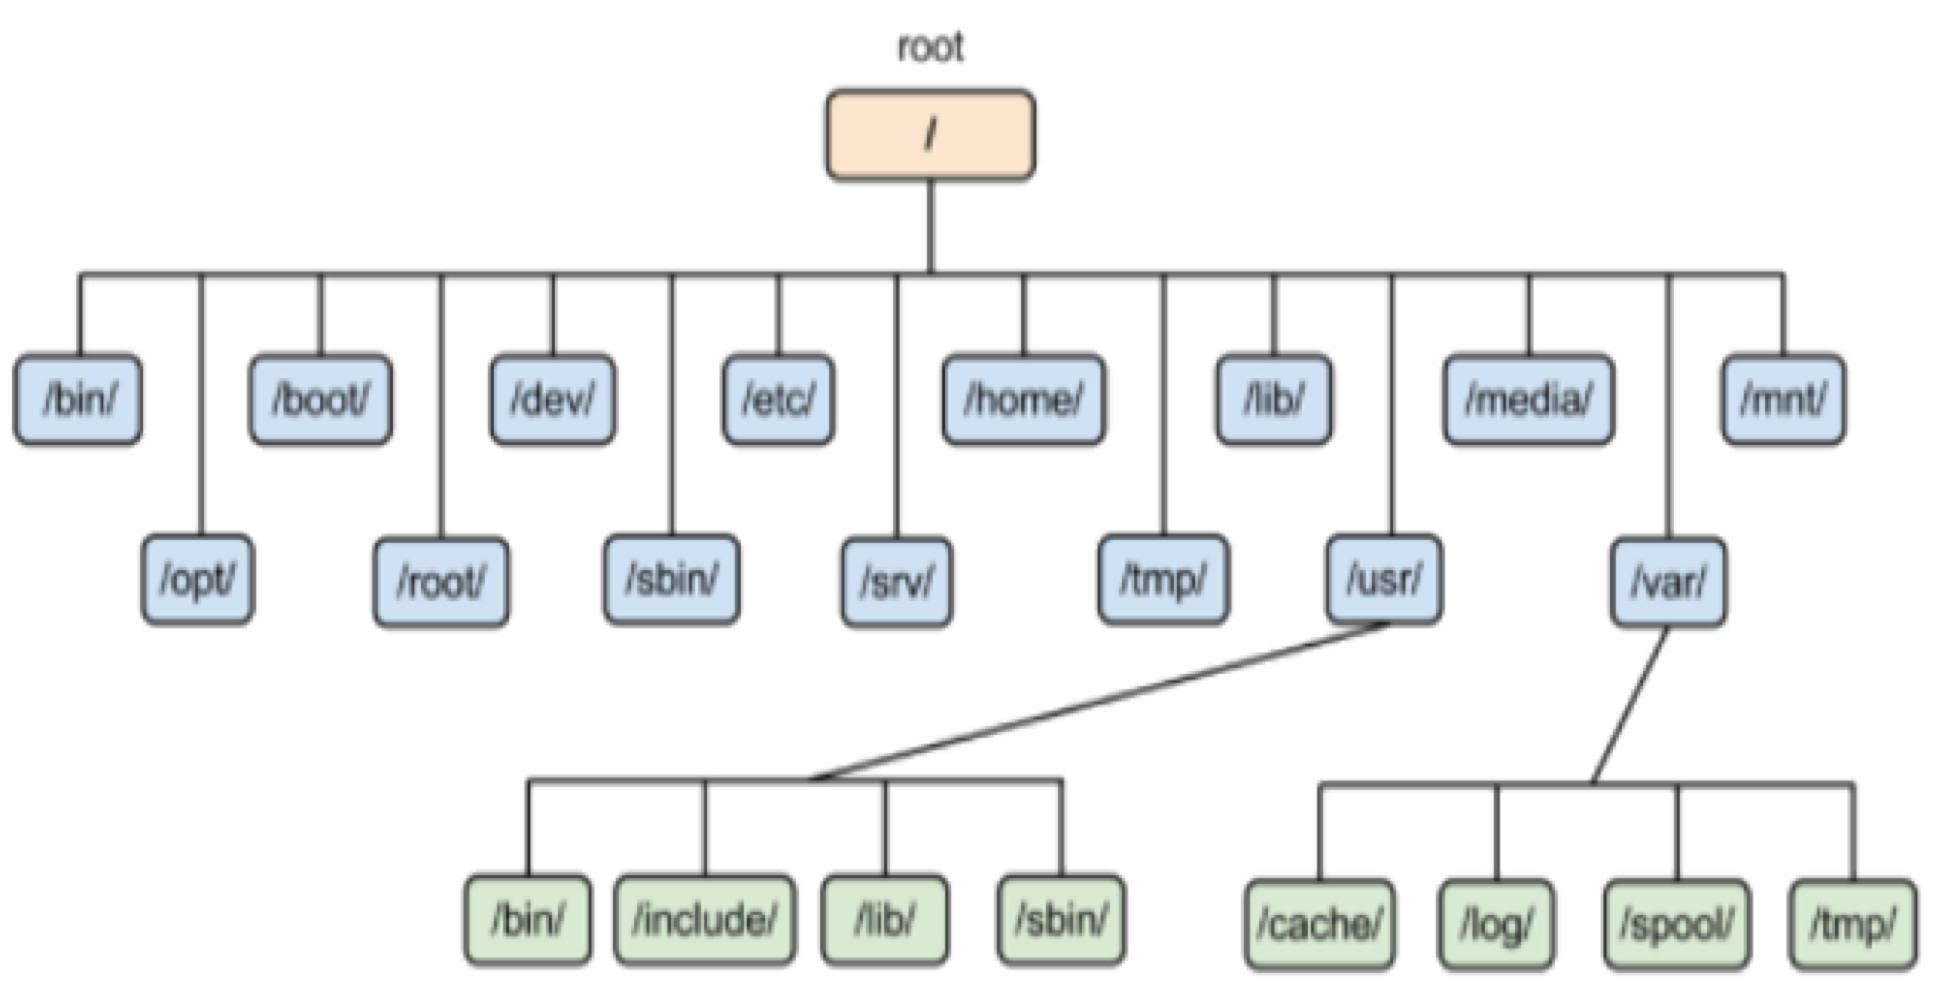 root
/
/bin/ /boot/ /dev/ /etc/ /home/ /lib/ /media/ /mnt/
/opt/ /root/ /sbin/ /srv/ /tmp/ /usr/ /var/
/bin/ /include/ /lib/ /sbin/ /cache/ /log/ /spool/ /tmp/